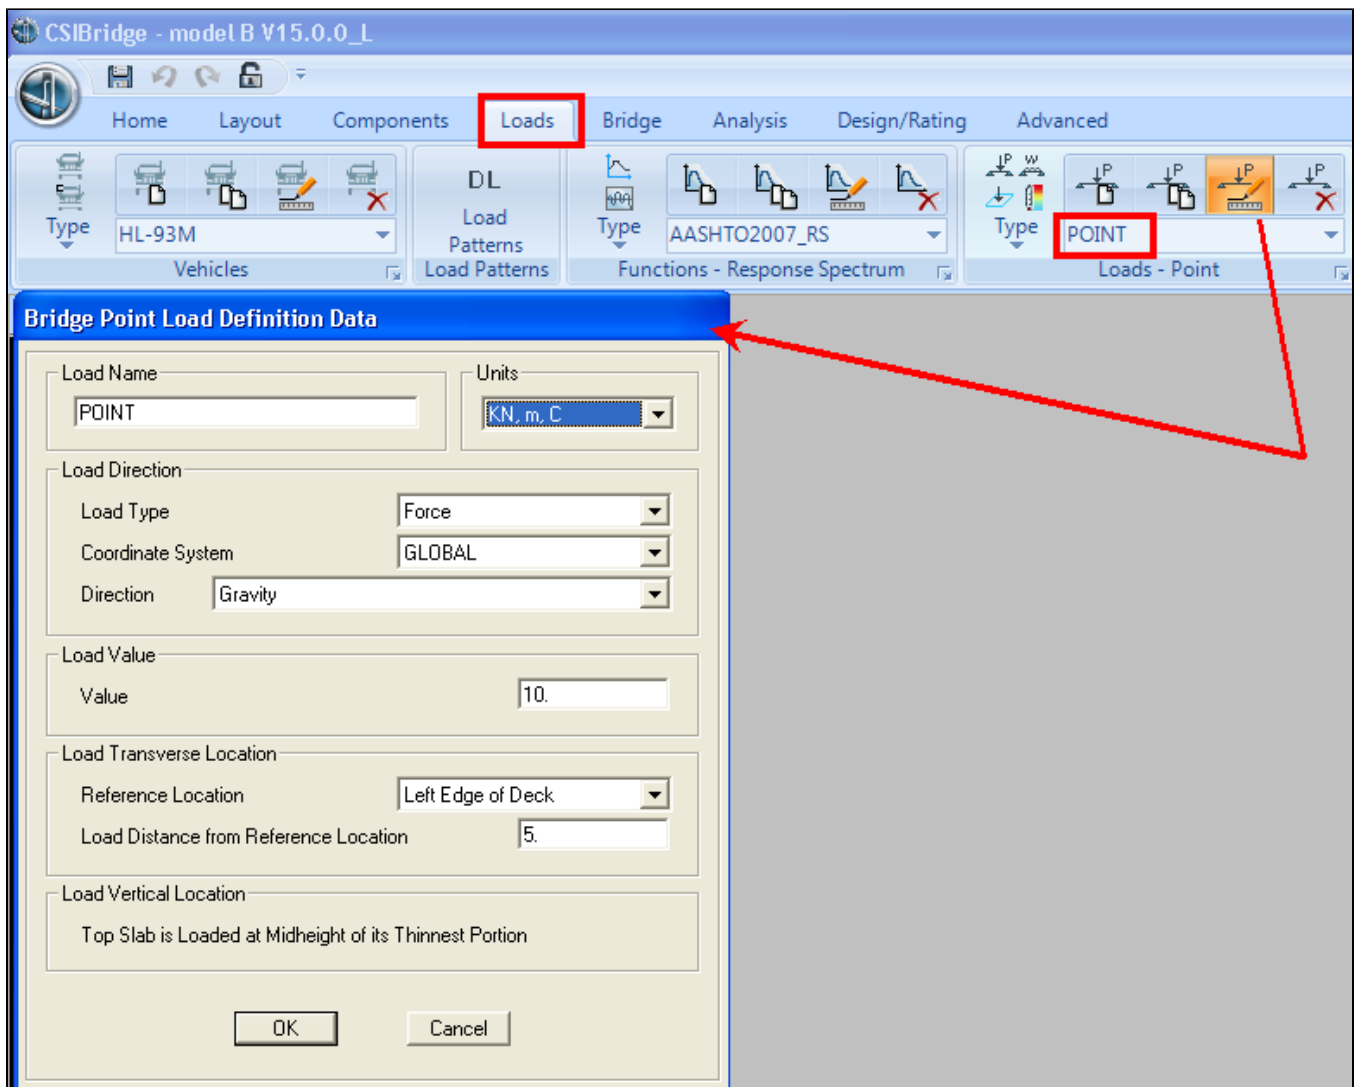 CSIBridge - model B V15.0.0_L
Home Layout Components Loads Bridge Analysis Design/Rating Advanced
Type HL-93M Vehicles
DL Load Patterns Load Patterns
Type AASHTO2007_RS Functions - Response Spectrum
Type POINT Loads - Point
Bridge Point Load Definition Data
Load Name Units
POINT KN, m, C
Load Direction
Load Type Force
Coordinate System GLOBAL
Direction Gravity
Load Value
Value 10.
Load Transverse Location
Reference Location Left Edge of Deck
Load Distance from Reference Location 5.
Load Vertical Location
Top Slab is Loaded at Midheight of its Thinnest Portion
OK Cancel